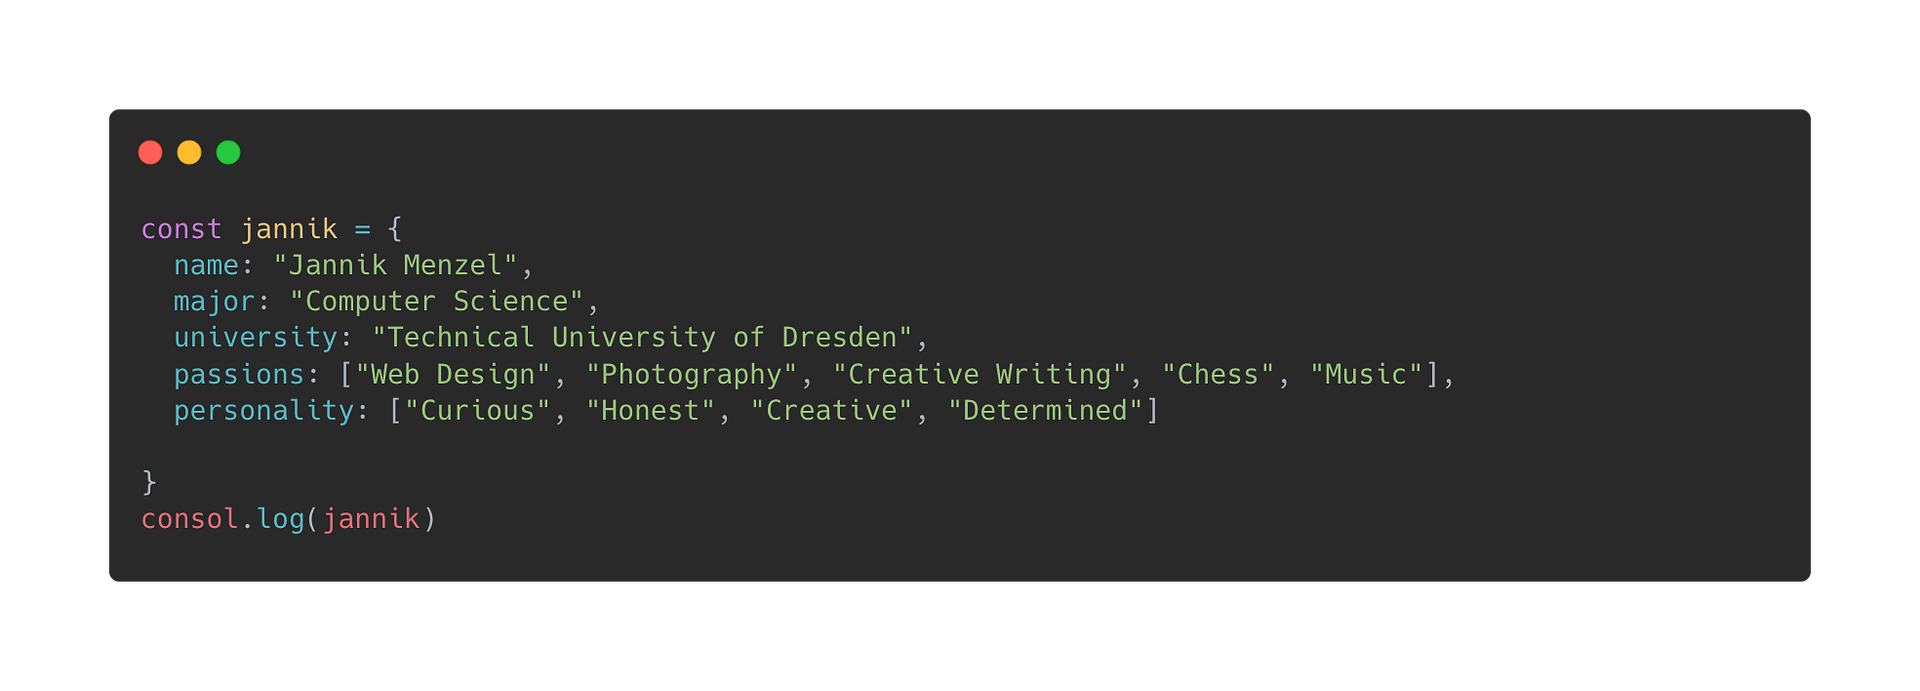 const jannik = {
  name: "Jannik Menzel",
  major: "Computer Science",
  university: "Technical University of Dresden",
  passions: ["Web Design", "Photography", "Creative Writing", "Chess", "Music"],
  personality: ["Curious", "Honest", "Creative", "Determined"]

}
consol.log(jannik)